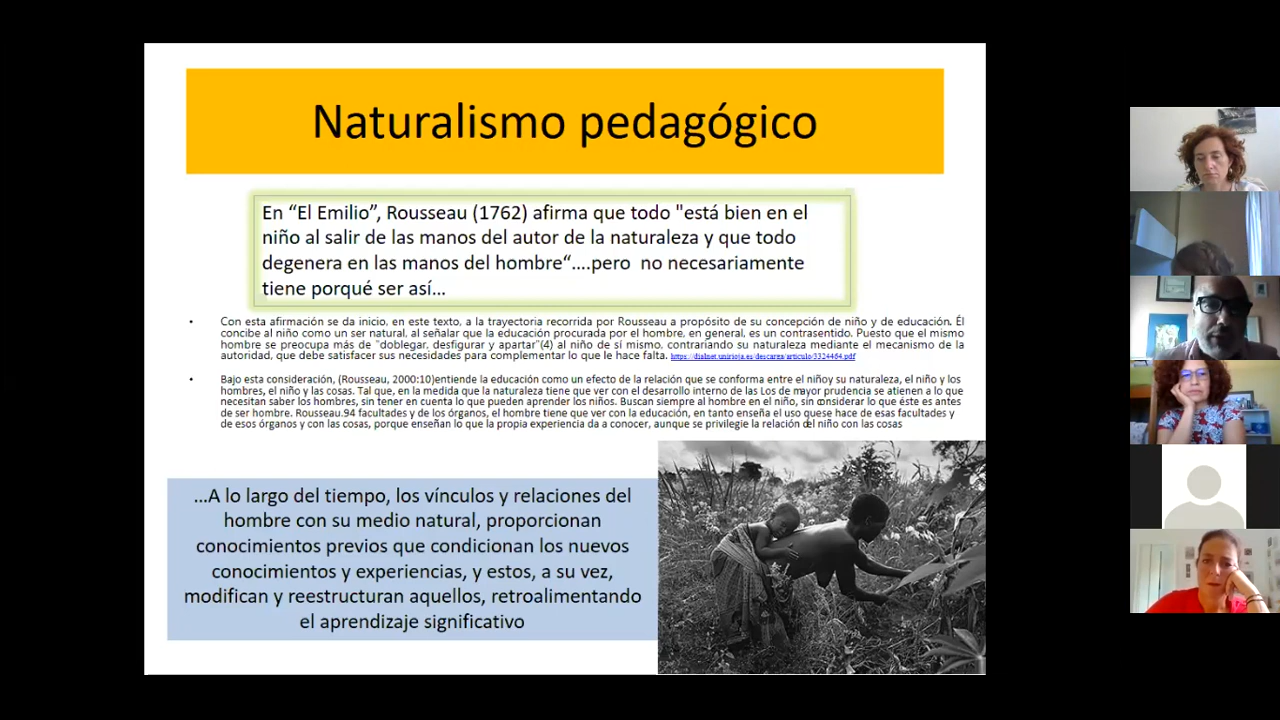 Naturalismo pedagógico
En “El Emilio”, Rousseau (1762) afirma que todo "está bien en el
niño al salir de las manos del autor de la naturaleza y que todo
degenera en las manos del hombre“....pero no necesariamente
tiene porqué ser así...
• Con esta afirmación se da inicio, en este texto, a la trayectoria recorrida por Rousseau a propósito de su concepción de niño y de educación. Él
concibe al niño como un ser natural, al señalar que la educación procurada por el hombre, en general, es un contrasentido. Puesto que el mismo
hombre se preocupa más de "doblegar, desfigurar y apartar"(4) al niño de sí mismo, contrariando su naturaleza mediante el mecanismo de la
autoridad, que debe satisfacer sus necesidades para complementar lo que le hace falta. https://dialnet.unirioja.es/descarga/articulo/3324464.pdf
• Bajo esta consideración, (Rousseau, 2000:10)entiende la educación como un efecto de la relación que se conforma entre el niñoy su naturaleza, el niño y los
hombres, el niño y las cosas. Tal que, en la medida que la naturaleza tiene que ver con el desarrollo interno de las Los de mayor prudencia se atienen a lo que
necesitan saber los hombres, sin tener en cuenta lo que pueden aprender los niños. Buscan siempre al hombre en el niño, sin considerar lo que éste es antes
de ser hombre. Rousseau.94 facultades y de los órganos, el hombre tiene que ver con la educación, en tanto enseña el uso quese hace de esas facultades y
de esos órganos y con las cosas, porque enseñan lo que la propia experiencia da a conocer, aunque se privilegie la relación del niño con las cosas
...A lo largo del tiempo, los vínculos y relaciones del
hombre con su medio natural, proporcionan
conocimientos previos que condicionan los nuevos
conocimientos y experiencias, y estos, a su vez,
modifican y reestructuran aquellos, retroalimentando
el aprendizaje significativo